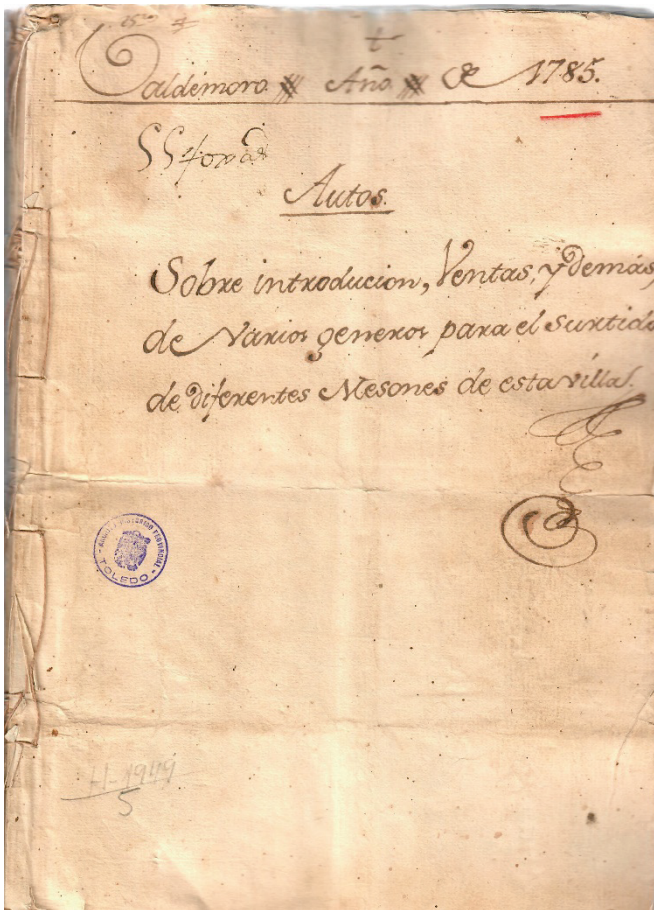 †
Valdemoro Año de 1785.
Autos.
Sobre introducion, Ventas, y demás,
de Varios generos para el Surtido
de diferentes Mesones de esta villa.
TOLEDO
H-1949
5